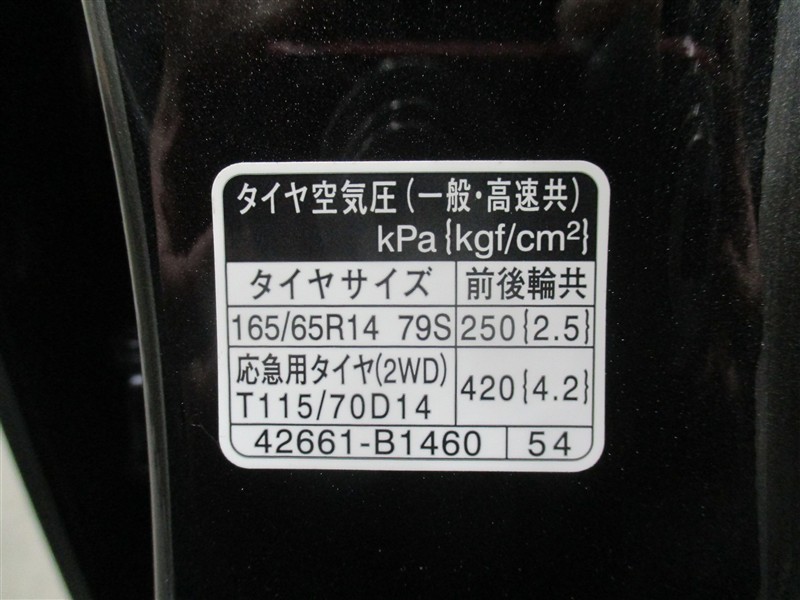 タイヤ空気圧(一般・高速共)
kPa{kgf/cm²}
タイヤサイズ 前後輪共
165/65R14 79S 250{2.5}
応急用タイヤ(2WD)
T115/70D14 420{4.2}
42661-B1460 54